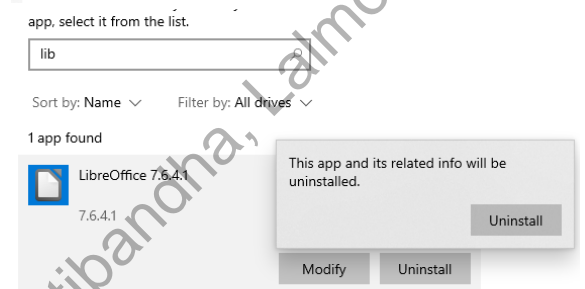 app, select it from the list.
lib
Sort by: Name Filter by: All drives
1 app found
LibreOffice 7.6.4.1
7.6.4.1
This app and its related info will be
uninstalled.
Uninstall
Modify Uninstall